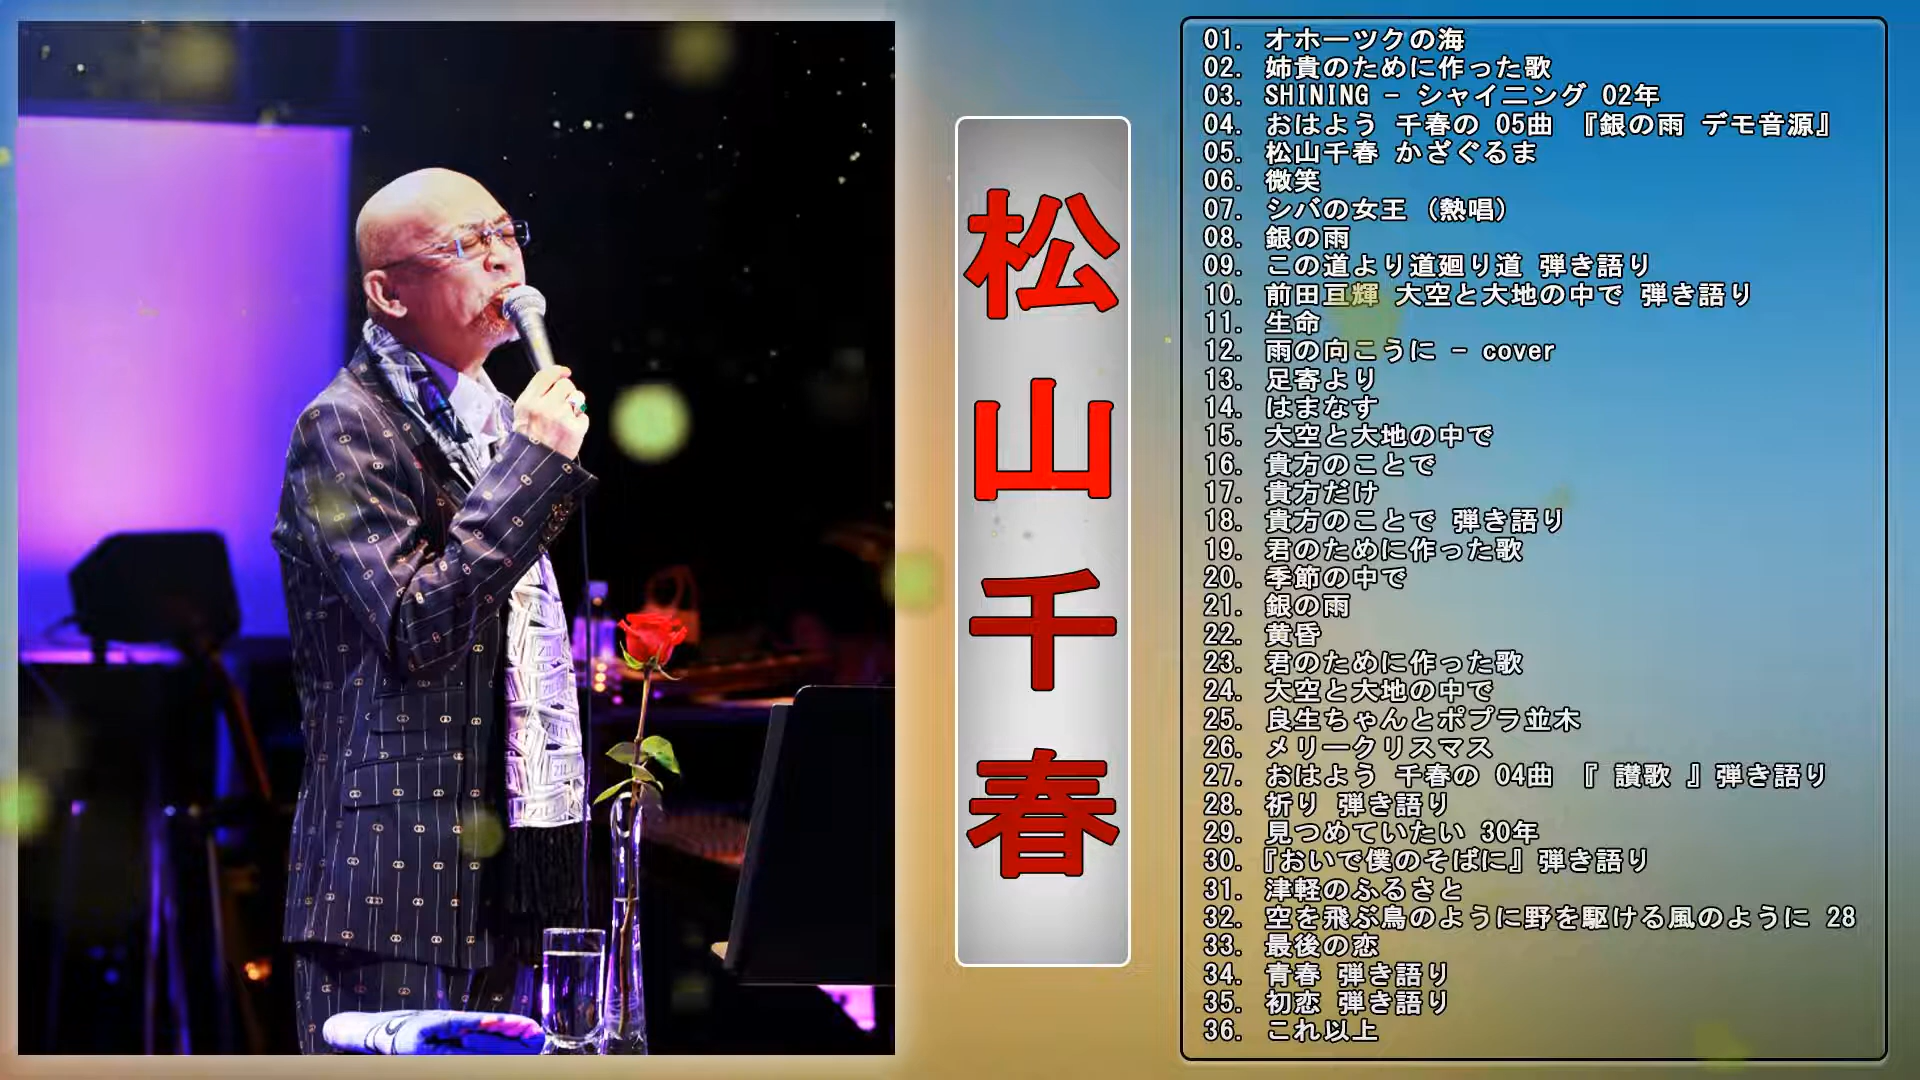 松山千春
01. オホーツクの海
02. 姉貴のために作った歌
03. SHINING - シャイニング 02年
04. おはよう 千春の 05曲 『銀の雨 デモ音源』
05. 松山千春 かざぐるま
06. 微笑
07. シバの女王 (熱唱)
08. 銀の雨
09. この道より道廻り道 弾き語り
10. 前田亘輝 大空と大地の中で 弾き語り
11. 生命
12. 雨の向こうに - cover
13. 足寄より
14. はまなす
15. 大空と大地の中で
16. 貴方のことで
17. 貴方だけ
18. 貴方のことで 弾き語り
19. 君のために作った歌
20. 季節の中で
21. 銀の雨
22. 黄昏
23. 君のために作った歌
24. 大空と大地の中で
25. 良生ちゃんとポプラ並木
26. メリークリスマス
27. おはよう 千春の 04曲 『 讃歌 』弾き語り
28. 祈り 弾き語り
29. 見つめていたい 30年
30.『おいで僕のそばに』弾き語り
31. 津軽のふるさと
32. 空を飛ぶ鳥のように野を駆ける風のように 28
33. 最後の恋
34. 青春 弾き語り
35. 初恋 弾き語り
36. これ以上